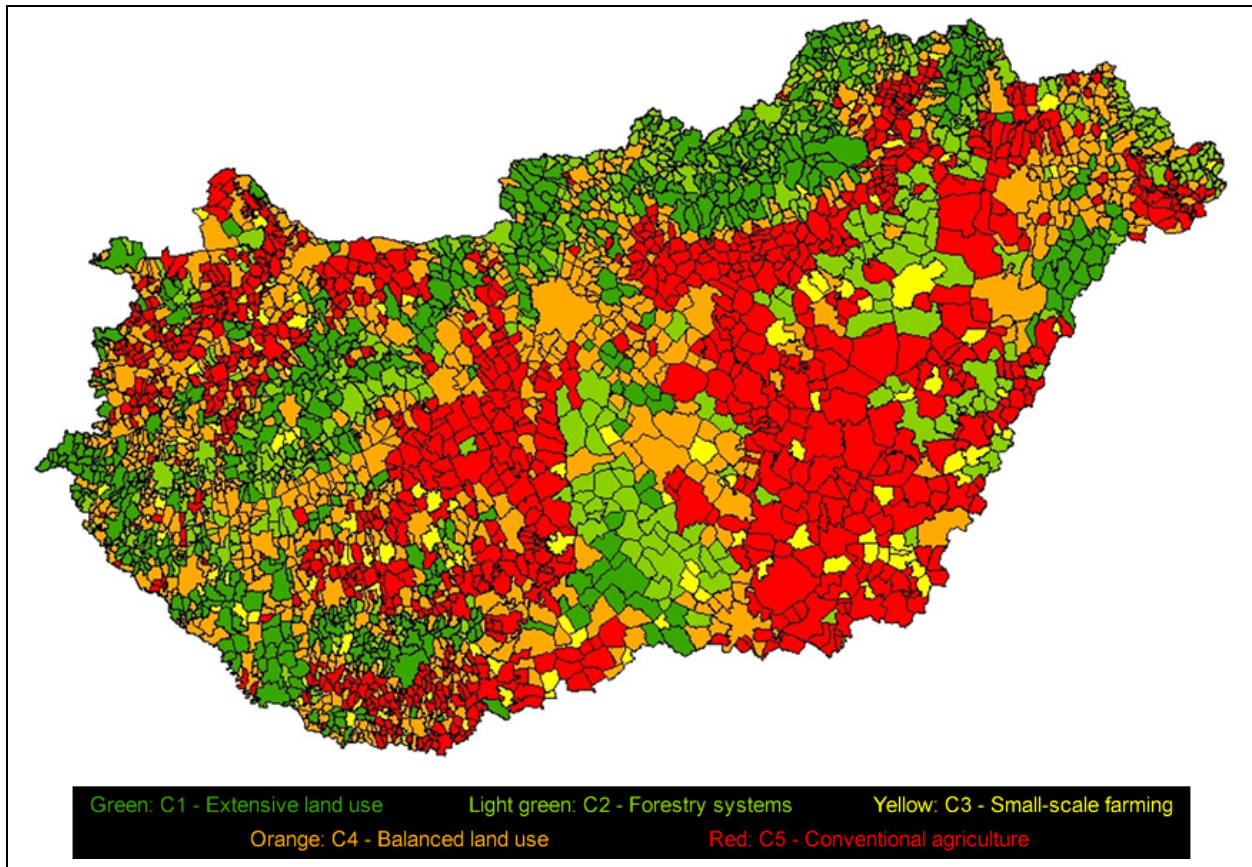 Green: C1 - Extensive land use Light green: C2 - Forestry systems Yellow: C3 - Small-scale farming
Orange: C4 - Balanced land use Red: C5 - Conventional agriculture